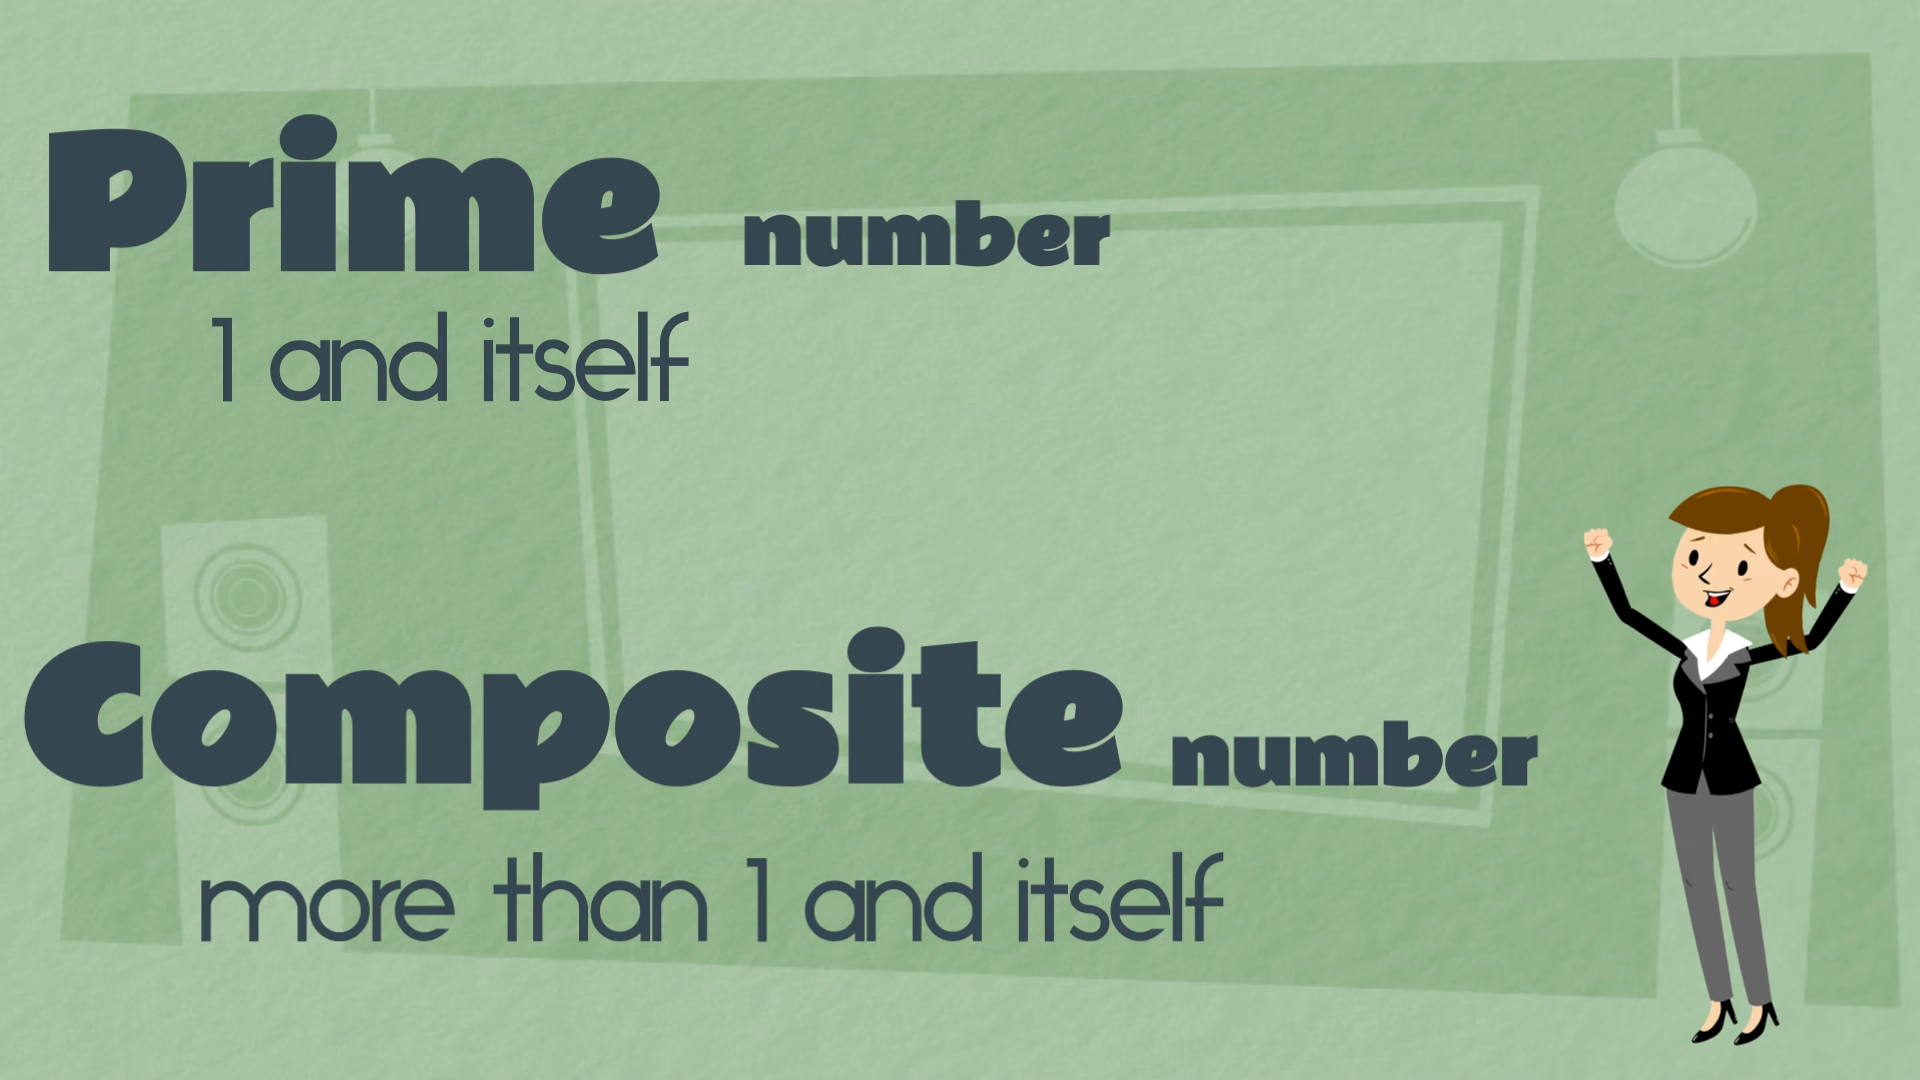 Prime number
1 and itself
Composite number
more than 1 and itself